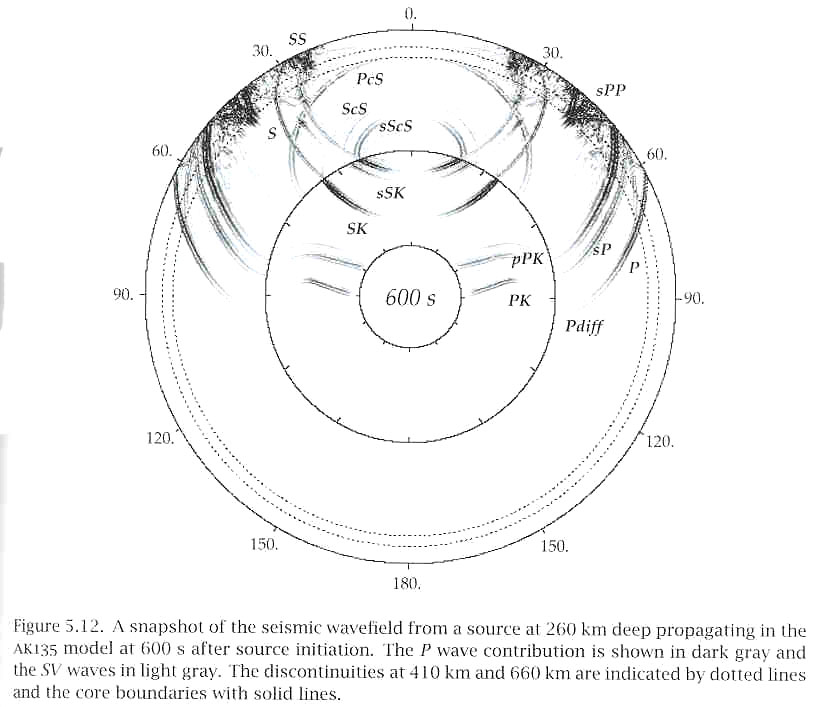 0.
SS
30.
30.
PcS
sPP
ScS
S
sScS
60.
60.
sSK
SK
sP
pPK
P
90.
600 s
PK
90.
Pdiff
120.
120.
150.
150.
180.
Figure 5.12. A snapshot of the seismic wavefield from a source at 260 km deep propagating in the
AK135 model at 600 s after source initiation. The P wave contribution is shown in dark gray and
the SV waves in light gray. The discontinuities at 410 km and 660 km are indicated by dotted lines
and the core boundaries with solid lines.